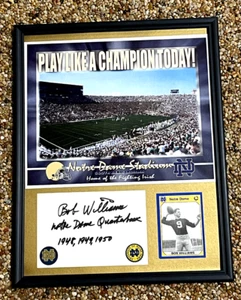 PLAY LIKE A CHAMPION TODAY!
Notre Dame Stadium
Home of the Fighting Irish
Bob Williams
Notre Dame Quarterback
1948, 1949, 1950
NOTRE DAME
9
BOB WILLIAMS